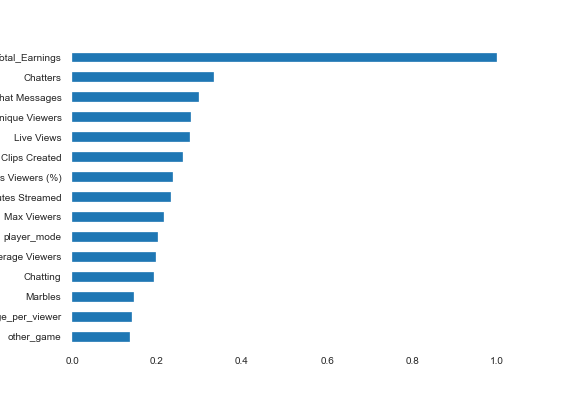 otal_Earnings
Chatters
hat Messages
nique Viewers
Live Views
Clips Created
s Viewers (%)
utes Streamed
Max Viewers
player_mode
erage Viewers
Chatting
Marbles
ge_per_viewer
other_game
0.0 0.2 0.4 0.6 0.8 1.0